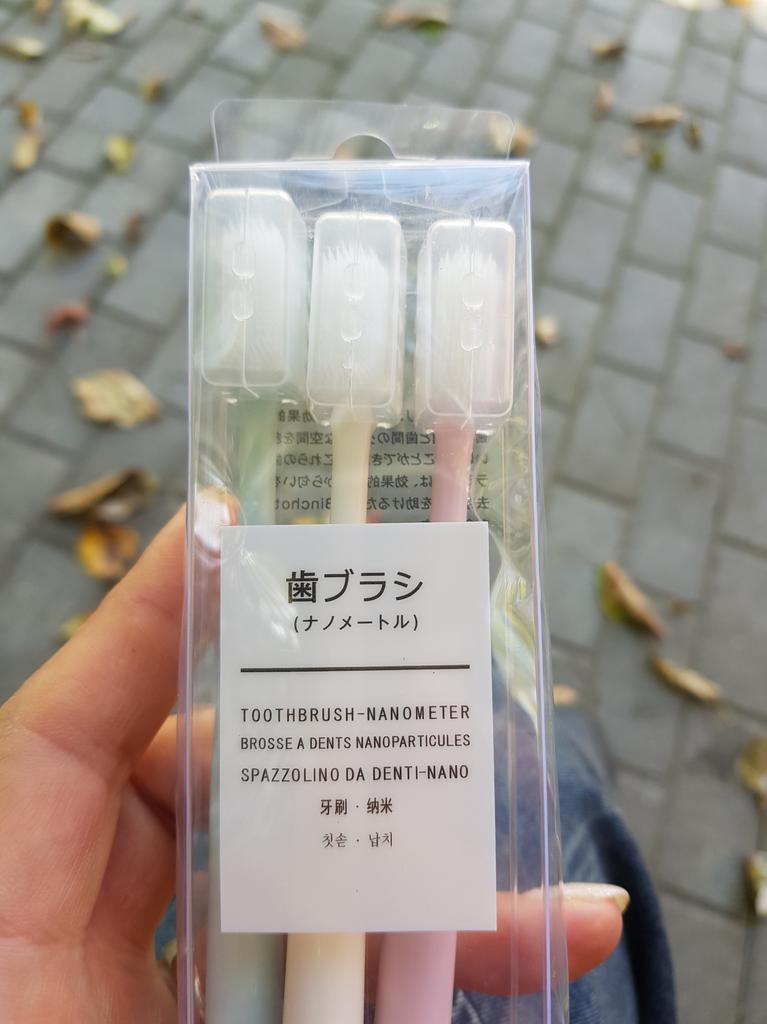 歯ブラシ
(ナノメートル)
TOOTHBRUSH-NANOMETER
BROSSE A DENTS NANOPARTICULES
SPAZZOLINO DA DENTI-NANO
牙刷 · 纳米
칫솔 · 납치